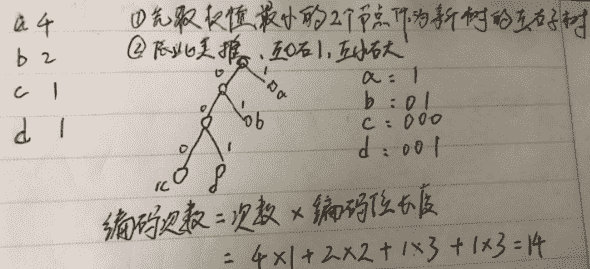 a 4
b 2
c 1
d 1
①先取权值最小的2个节点作为新树的左右子树
②依此类推、左0右1,左小右大
0 1
a
0 1
b
0 1
c d
a : 1
b : 01
c : 000
d : 001
编码次数=次数×编码位长度
= 4×1+2×2+1×3+1×3=14